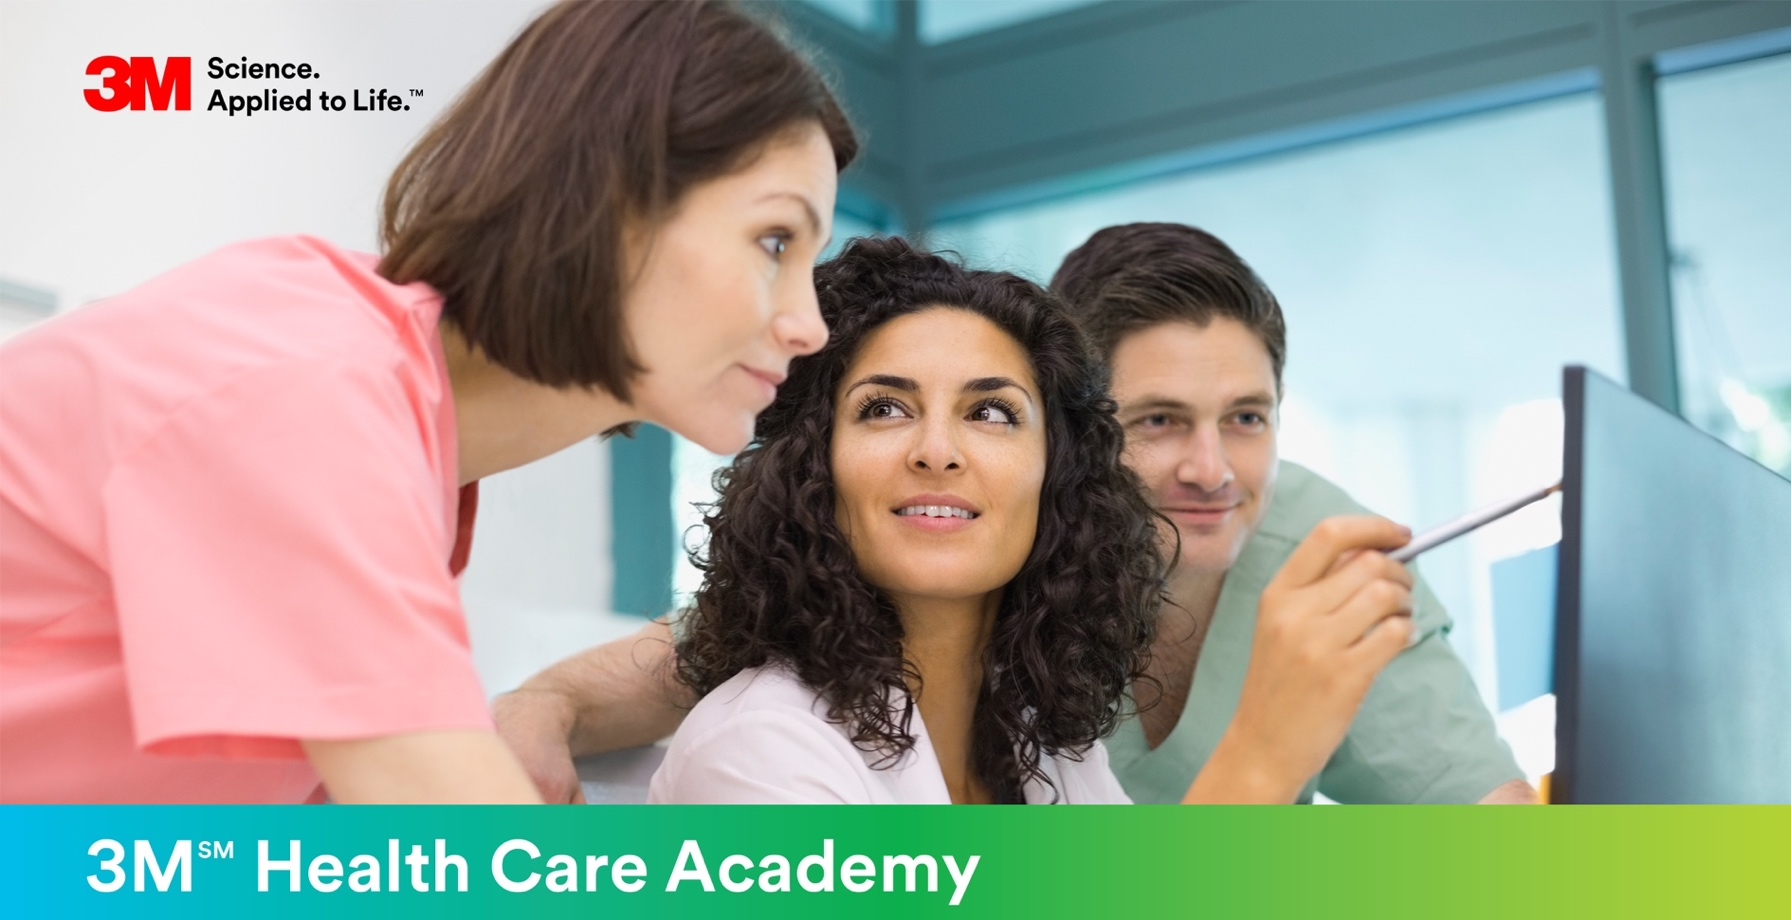 3M Science.
Applied to Life.™
3M℠ Health Care Academy